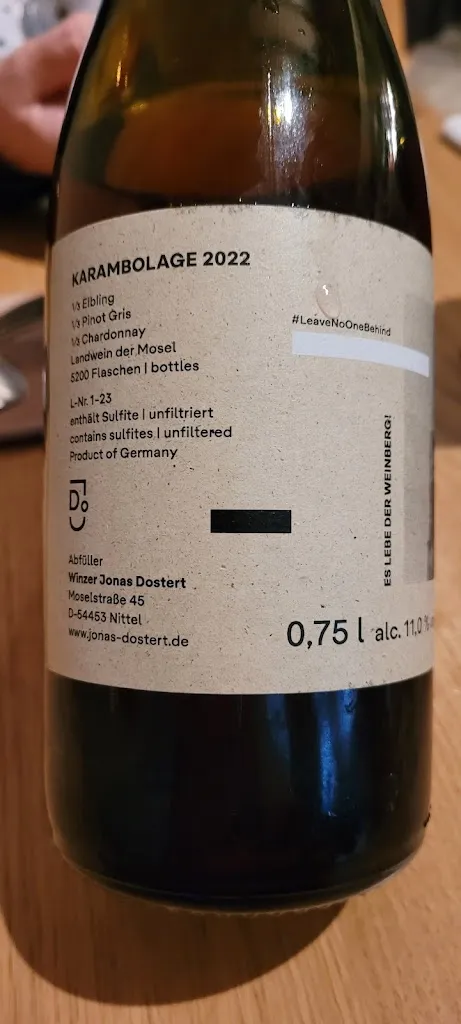 KARAMBOLAGE 2022
⅓ Elbling
⅓ Pinot Gris
⅓ Chardonnay
Landwein der Mosel
5200 Flaschen | bottles
L-Nr. 1-23
enthält Sulfite | unfiltriert
contains sulfites | unfiltered
Product of Germany
D
Abfüller
Winzer Jonas Dostert
Moselstraße 45
D-54453 Nittel
www.jonas-dostert.de
#LeaveNoOneBehind
ES LEBE DER WEINBERG!
0,75 l alc. 11,0 %